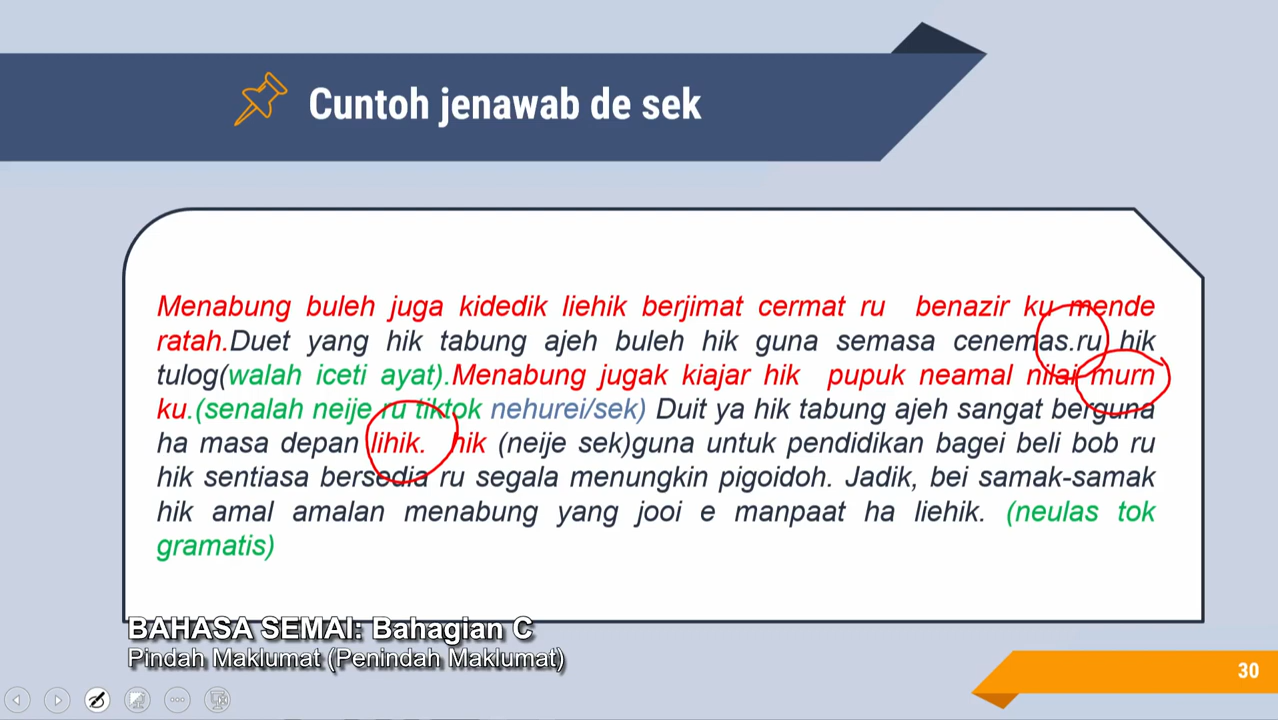 Cuntoh jenawab de sek
Menabung buleh juga kidedik liehik berjimat cermat ru benazir ku mende
ratah.Duet yang hik tabung ajeh buleh hik guna semasa cenemas.ru hik
tulog(walah iceti ayat).Menabung jugak kiajar hik pupuk neamal nilai murn
ku.(senalah neije ru tiktok nehurei/sek) Duit ya hik tabung ajeh sangat berguna
ha masa depan lihik. hik (neije sek)guna untuk pendidikan bagei beli bob ru
hik sentiasa bersedia ru segala menungkin pigoidoh. Jadik, bei samak-samak
hik amal amalan menabung yang jooi e manpaat ha liehik. (neulas tok
gramatis)
BAHASA SEMAI: Bahagian C
Pindah Maklumat (Penindah Maklumat)
30